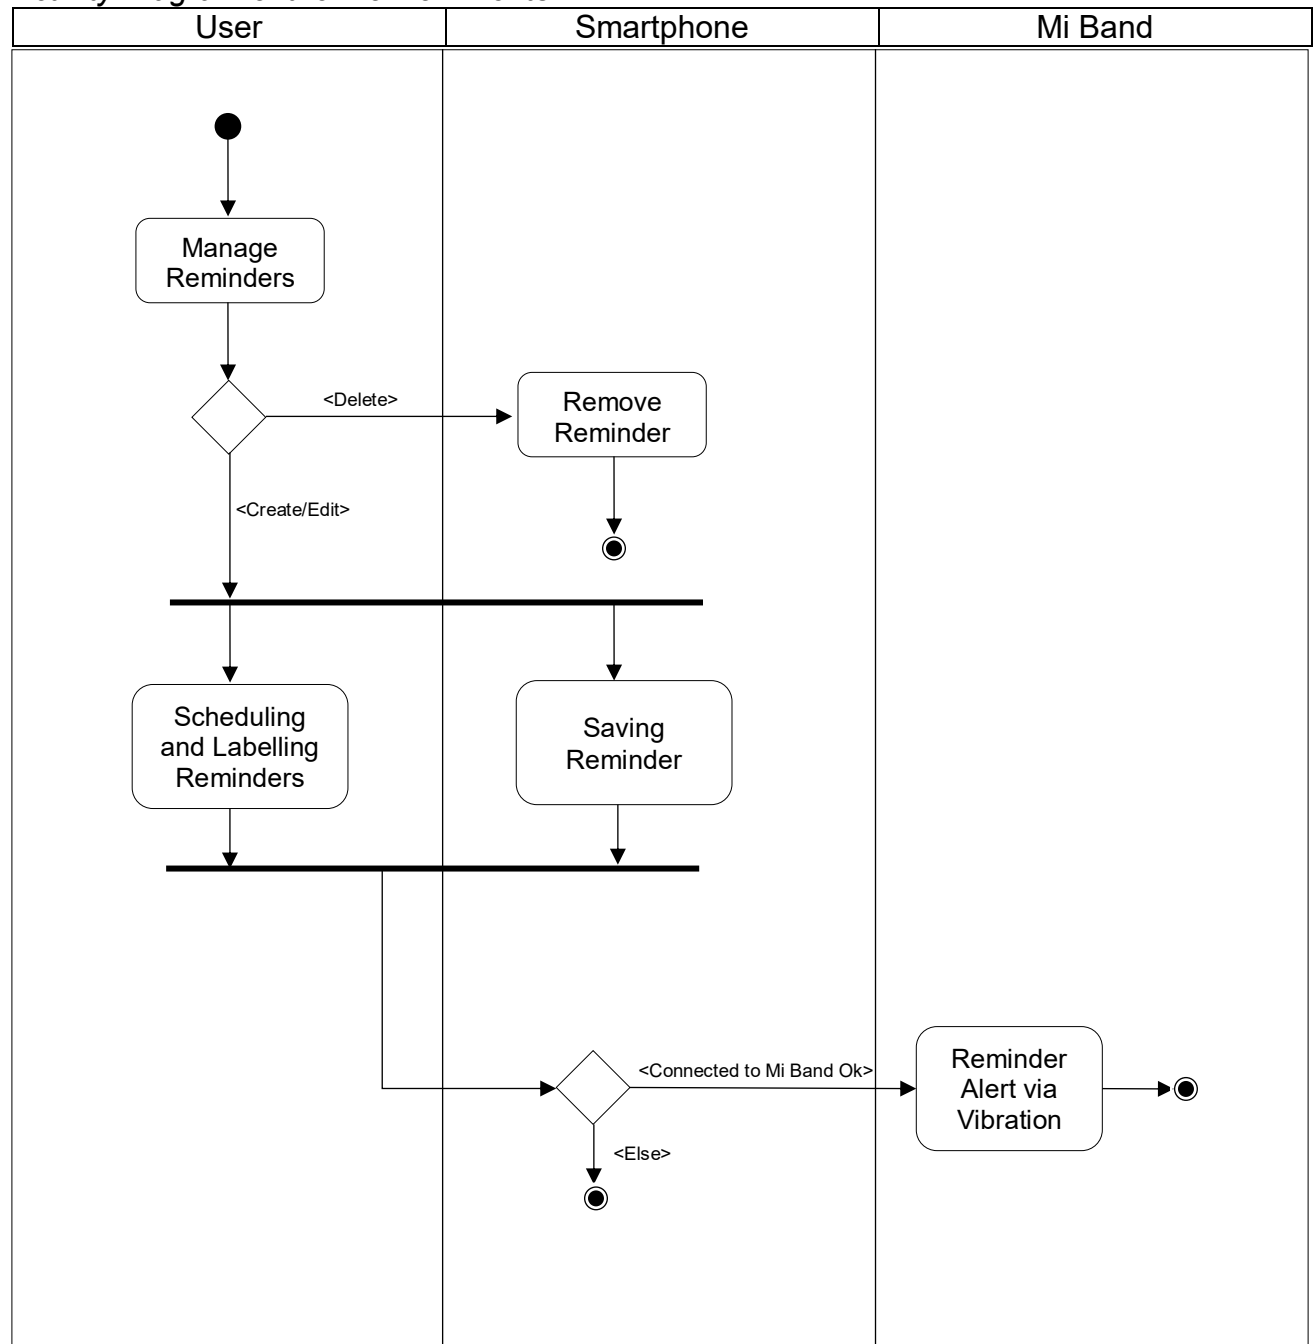 User
Smartphone
Mi Band
Manage
Reminders
<Delete>
Remove
Reminder
<Create/Edit>
Scheduling
and Labelling
Reminders
Saving
Reminder
<Connected to Mi Band Ok>
Reminder
Alert via
Vibration
<Else>